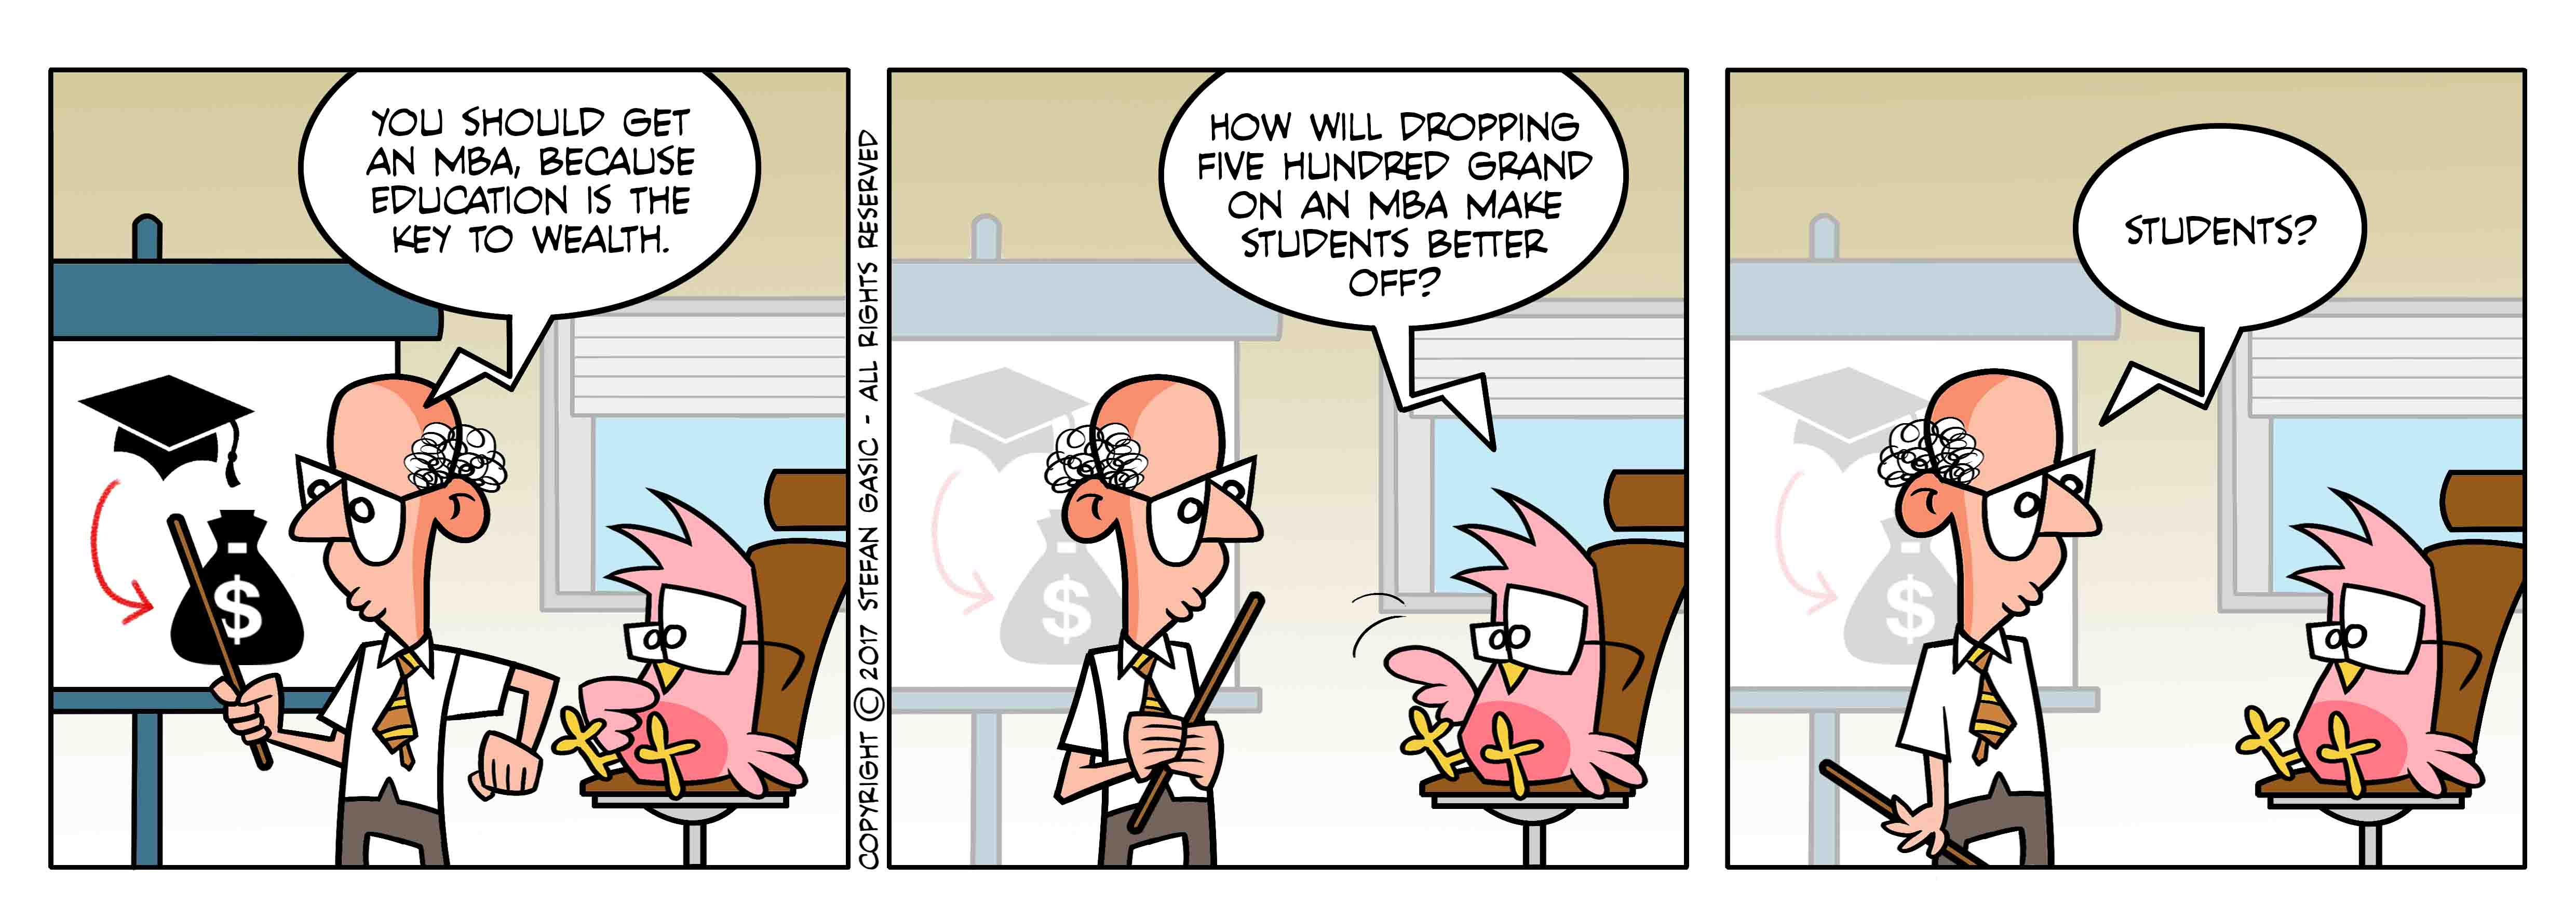 YOU SHOULD GET
AN MBA, BECAUSE
EDUCATION IS THE
KEY TO WEALTH.
$
COPYRIGHT © 2017 STEFAN GASIC - ALL RIGHTS RESERVED
HOW WILL DROPPING
FIVE HUNDRED GRAND
ON AN MBA MAKE
STUDENTS BETTER
OFF?
$
STUDENTS?
$